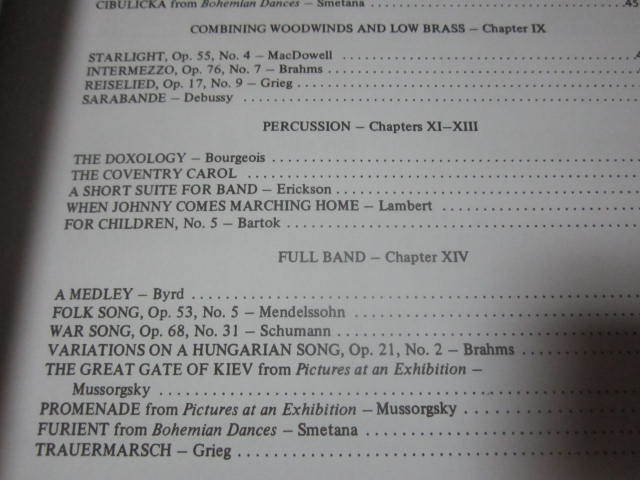 CIBULICKA from Bohemian Dances – Smetana ........................ .45
COMBINING WOODWINDS AND LOW BRASS – Chapter IX
STARLIGHT, Op. 55, No. 4 – MacDowell ........................
INTERMEZZO, Op. 76, No. 7 – Brahms ........................
REISELIED, Op. 17, No. 9 – Grieg ........................
SARABANDE – Debussy ........................
PERCUSSION – Chapters XI–XIII
THE DOXOLOGY – Bourgeois ........................
THE COVENTRY CAROL ........................
A SHORT SUITE FOR BAND – Erickson ........................
WHEN JOHNNY COMES MARCHING HOME – Lambert ........................
FOR CHILDREN, No. 5 – Bartok ........................
FULL BAND – Chapter XIV
A MEDLEY – Byrd ........................
FOLK SONG, Op. 53, No. 5 – Mendelssohn ........................
WAR SONG, Op. 68, No. 31 – Schumann ........................
VARIATIONS ON A HUNGARIAN SONG, Op. 21, No. 2 – Brahms ............
THE GREAT GATE OF KIEV from Pictures at an Exhibition –
Mussorgsky ........................
PROMENADE from Pictures at an Exhibition – Mussorgsky ................
FURIENT from Bohemian Dances – Smetana ........................
TRAUERMARSCH – Grieg ........................